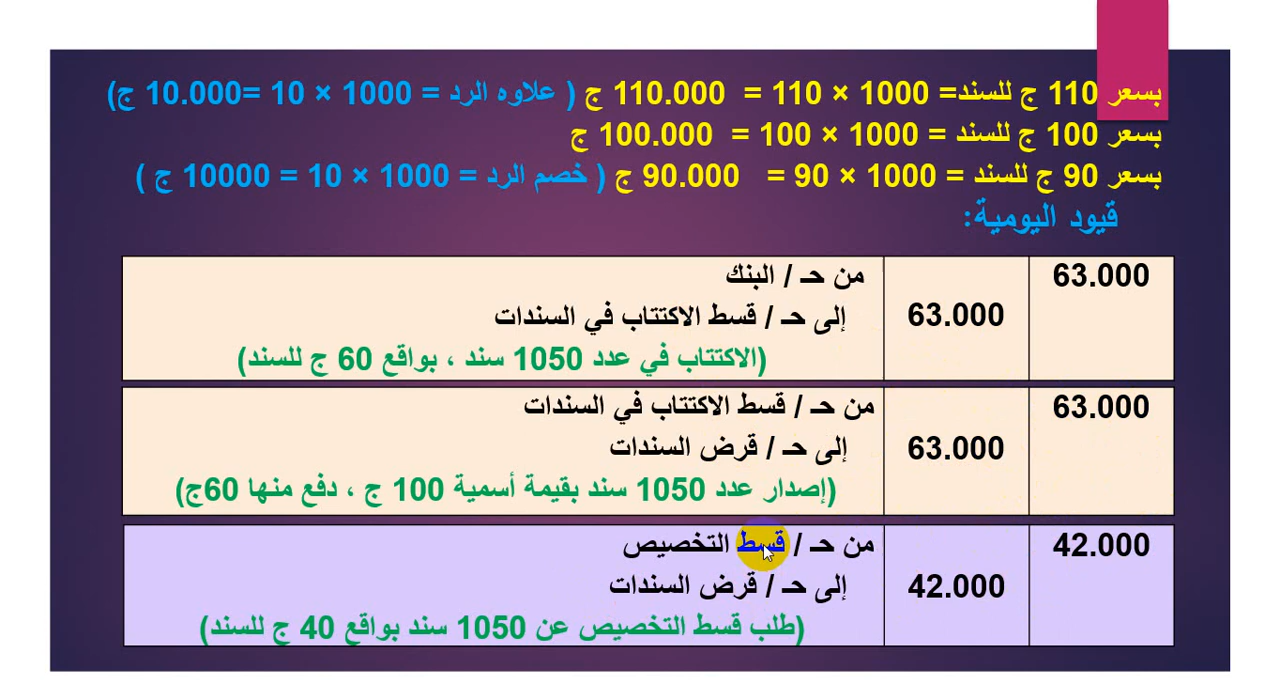 بسعر 110 ج للسند= 1000 × 110 = 110.000 ج ( علاوه الرد = 1000 × 10 =10.000 ج)
بسعر 100 ج للسند = 1000 × 100 = 100.000 ج
بسعر 90 ج للسند = 1000 × 90 = 90.000 ج ( خصم الرد = 1000 × 10 = 10000 ج )
قيود اليومية:
63.000 من حـ / البنك
63.000 إلى حـ / قسط الاكتتاب في السندات
(الاكتتاب في عدد 1050 سند ، بواقع 60 ج للسند)
63.000 من حـ / قسط الاكتتاب في السندات
63.000 إلى حـ / قرض السندات
(إصدار عدد 1050 سند بقيمة أسمية 100 ج ، دفع منها 60ج)
42.000 من حـ / قسط التخصيص
42.000 إلى حـ / قرض السندات
(طلب قسط التخصيص عن 1050 سند بواقع 40 ج للسند)